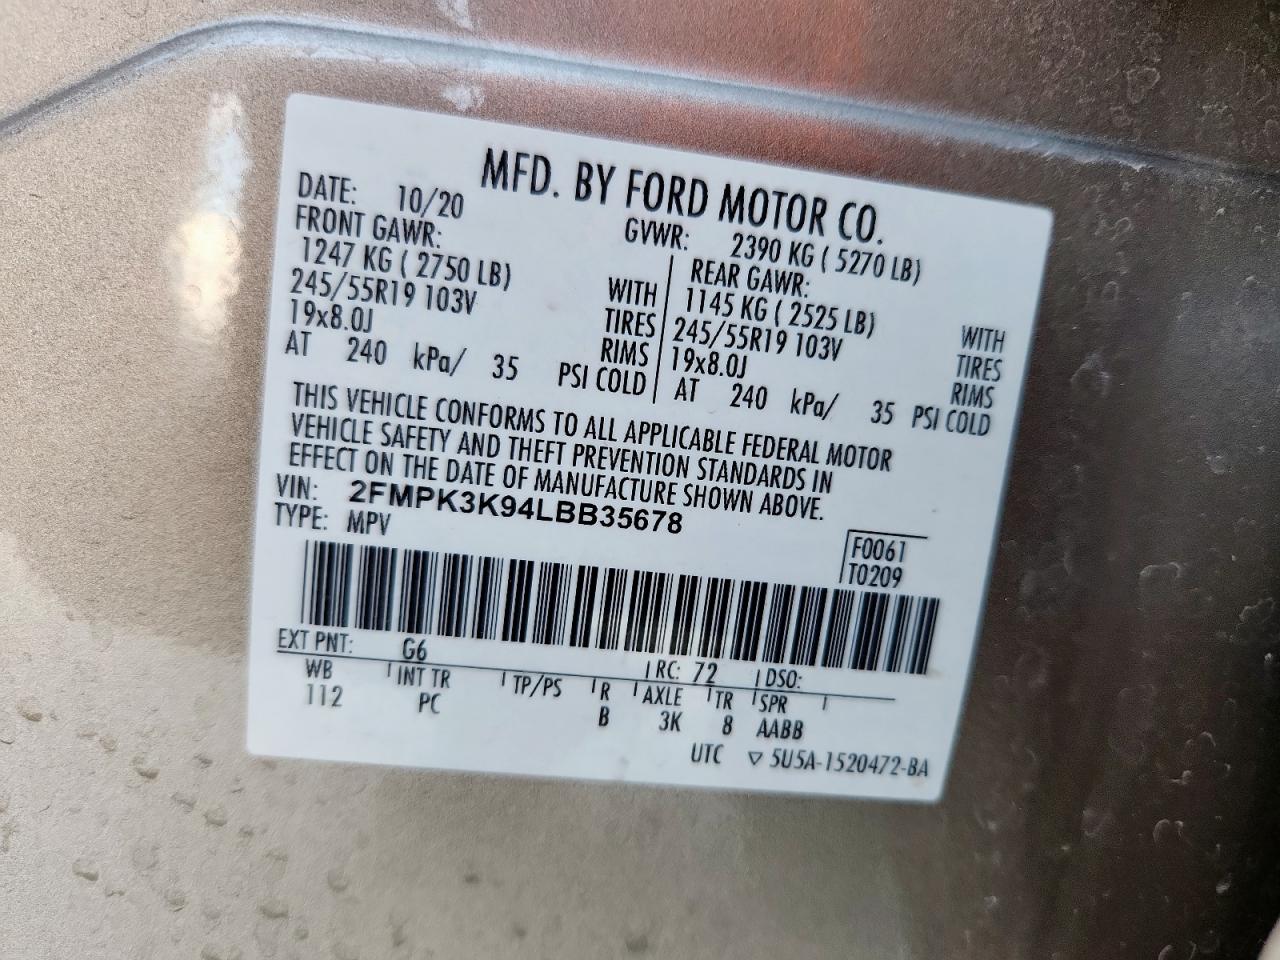 MFD. BY FORD MOTOR CO.
DATE: 10/20 GVWR: 2390 KG ( 5270 LB)
FRONT GAWR: REAR GAWR:
1247 KG ( 2750 LB) WITH 1145 KG ( 2525 LB) WITH
245/55R19 103V TIRES 245/55R19 103V TIRES
19x8.0J RIMS 19x8.0J RIMS
AT 240 kPa/ 35 PSI COLD AT 240 kPa/ 35 PSI COLD
THIS VEHICLE CONFORMS TO ALL APPLICABLE FEDERAL MOTOR
VEHICLE SAFETY AND THEFT PREVENTION STANDARDS IN
EFFECT ON THE DATE OF MANUFACTURE SHOWN ABOVE.
VIN: 2FMPK3K94LBB35678
TYPE: MPV
F0061
T0209
EXT PNT: G6 RC: 72 DSO:
WB INT TR TP/PS R AXLE TR SPR
112 PC B 3K 8 AABB
UTC ▽ 5U5A-1520472-BA